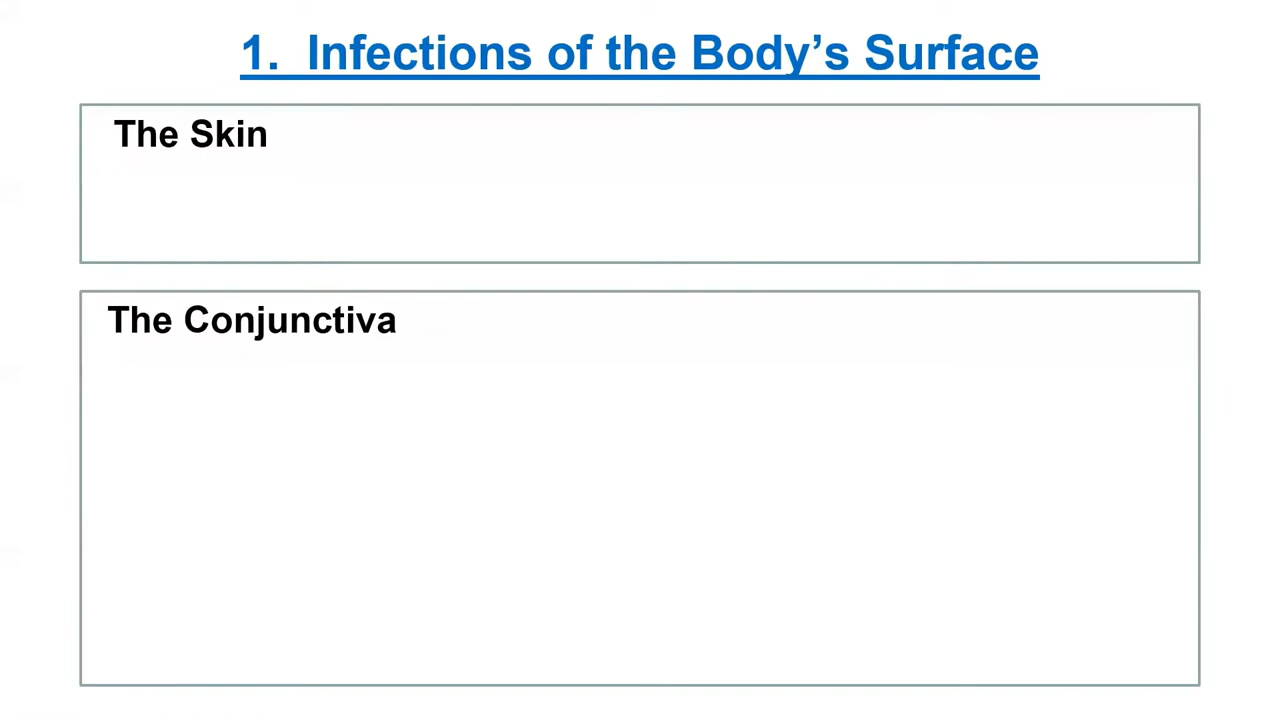 1. Infections of the Body’s Surface
The Skin
The Conjunctiva